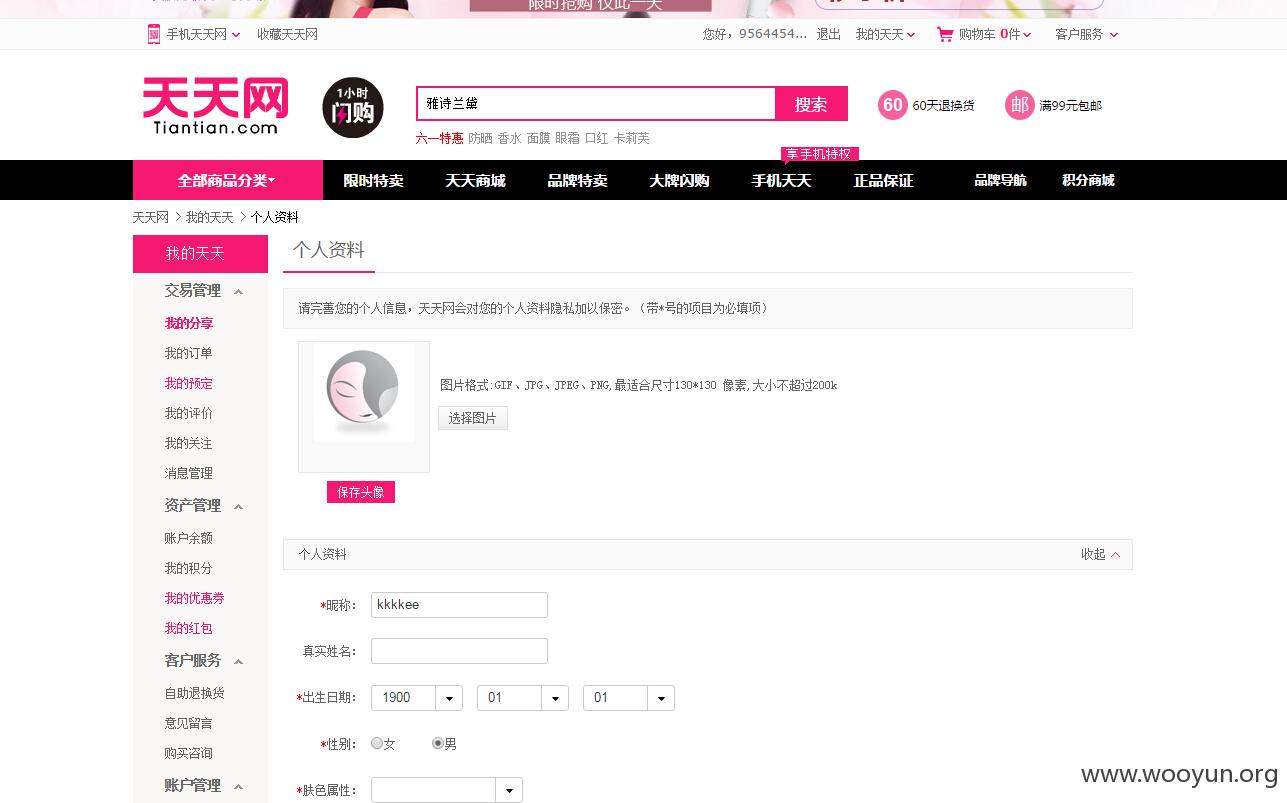 限时抢购 仅此一天
手机天天网 收藏天天网 您好，9564454... 退出 我的天天 购物车 0件 客户服务
天天网
Tiantian.com
1小时
闪购
雅诗兰黛 搜索
60 60天退换货 邮 满99元包邮
六一特惠 防晒 香水 面膜 眼霜 口红 卡莉芙
享手机特权
全部商品分类 限时特卖 天天商城 品牌特卖 大牌闪购 手机天天 正品保证 品牌导航 积分商城
天天网 > 我的天天 > 个人资料
我的天天
交易管理
我的分享
我的订单
我的预定
我的评价
我的关注
消息管理
资产管理
账户余额
我的积分
我的优惠券
我的红包
客户服务
自助退换货
意见留言
购买咨询
账户管理
个人资料
请完善您的个人信息，天天网会对您的个人资料隐私加以保密。（带*号的项目为必填项）
图片格式:GIF、JPG、JPEG、PNG,最适合尺寸130*130 像素,大小不超过200k
选择图片
保存头像
个人资料 收起
*昵称： kkkkee
真实姓名：
*出生日期： 1900 01 01
*性别： 女 男
*肤色属性：
www.wooyun.org